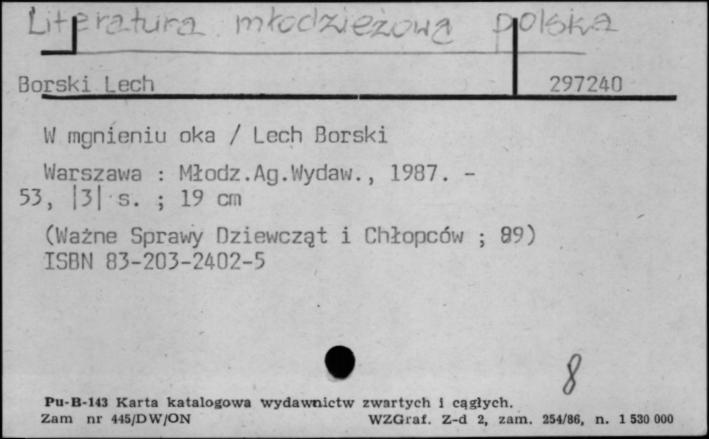 Literatura młodzieżowa polska
Borski Lech 297240
W mgnieniu oka / Lech Borski
Warszawa : Młodz.Ag.Wydaw., 1987. -
53, |3| s. ; 19 cm
(Ważne Sprawy Dziewcząt i Chłopców ; 89)
ISBN 83-203-2402-5
8
Pu-B-143 Karta katalogowa wydawnictw zwartych i cągłych.
Zam nr 445/DW/ON WZGraf. Z-d 2, zam. 254/86, n. 1 530 000